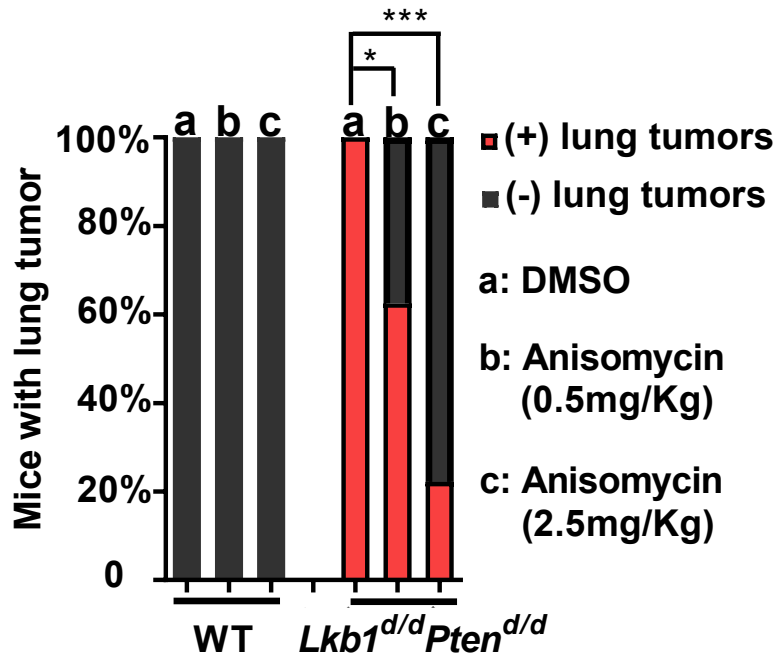 ***
*
a b c a b c
100%
80%
60%
40%
20%
0
Mice with lung tumor
WT Lkb1d/dPtend/d
(+) lung tumors
(-) lung tumors
a: DMSO
b: Anisomycin
(0.5mg/Kg)
c: Anisomycin
(2.5mg/Kg)